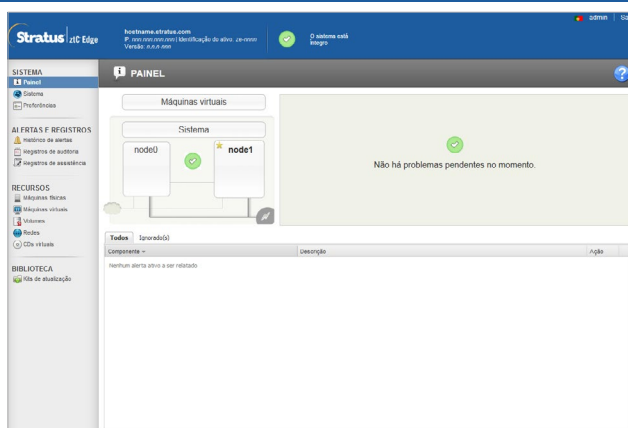 Stratus ztC Edge
hostname.stratus.com
IP: nnn.nnn.nnn.nnn | Identificação do ativo: ze-nnnn
Versão: n.n.n-nnn
O sistema está
íntegro
admin
SISTEMA
Painel
Sistema
Preferências
ALERTAS E REGISTROS
Histórico de alertas
Registros de auditoria
Registros de assistência
RECURSOS
Máquinas físicas
Máquinas virtuais
Volumes
Redes
CDs virtuais
BIBLIOTECA
Kits de atualização
PAINEL
Máquinas virtuais
Sistema
node0
node1
Não há problemas pendentes no momento.
Todos Ignorado(s)
Componente Descrição Ação
Nenhum alerta ativo a ser relatado